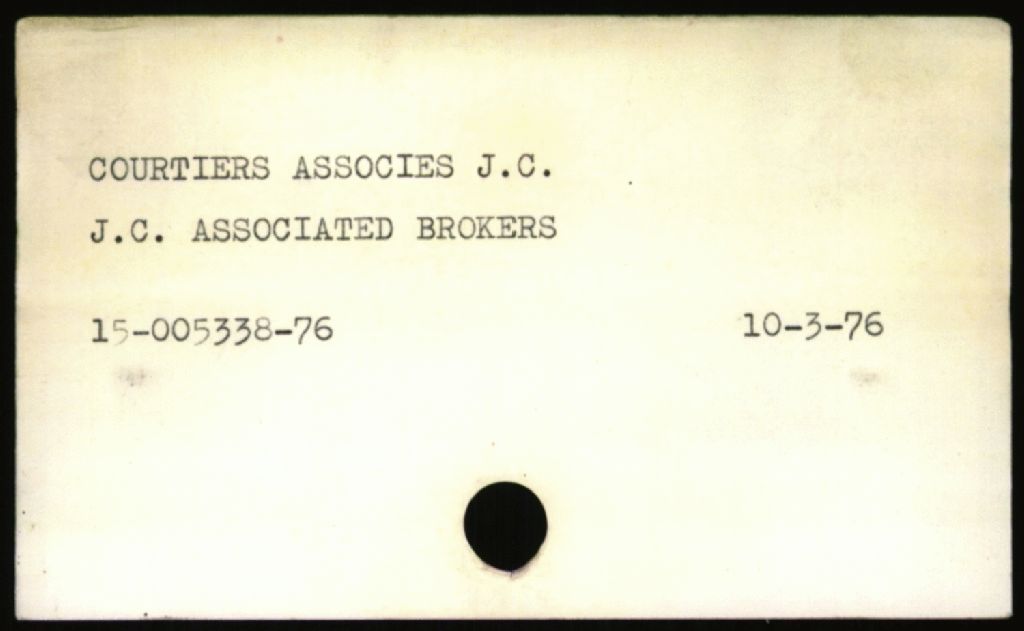 COURTIERS ASSOCIES J.C.
J.C. ASSOCIATED BROKERS
15-005338-76 10-3-76